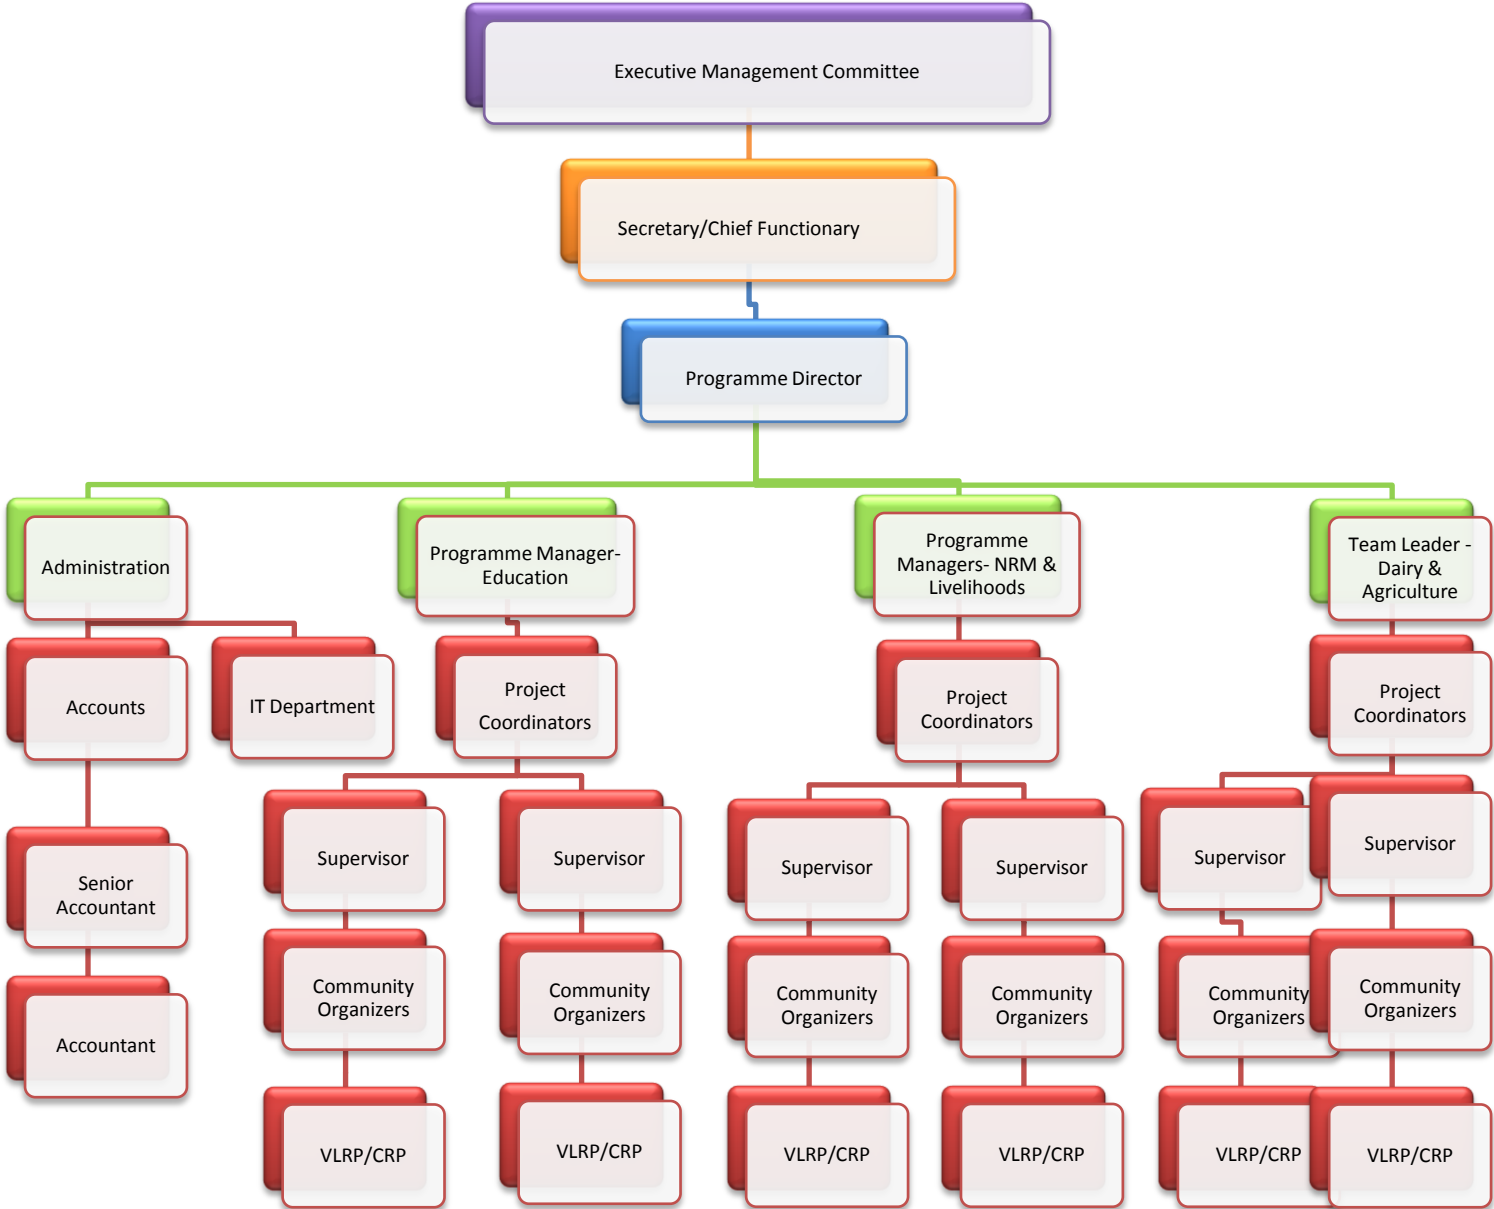 Executive Management Committee
Secretary/Chief Functionary
Programme Director
Administration
Programme Manager-
Education
Programme
Managers- NRM &
Livelihoods
Team Leader -
Dairy &
Agriculture
Accounts
IT Department
Project
Coordinators
Project
Coordinators
Project
Coordinators
Senior
Accountant
Supervisor
Supervisor
Supervisor
Supervisor
Supervisor
Supervisor
Accountant
Community
Organizers
Community
Organizers
Community
Organizers
Community
Organizers
Community
Organizers
Community
Organizers
VLRP/CRP
VLRP/CRP
VLRP/CRP
VLRP/CRP
VLRP/CRP
VLRP/CRP